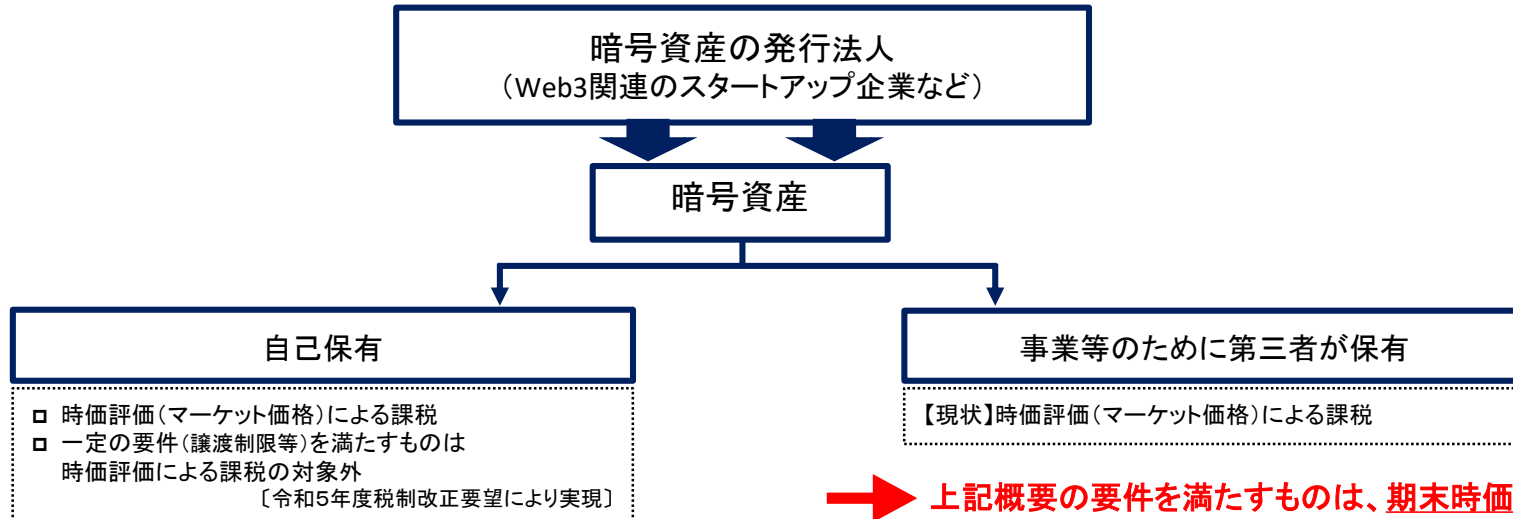 暗号資産の発行法人
（Web3関連のスタートアップ企業など）
暗号資産
自己保有
時価評価（マーケット価格）による課税
一定の要件（譲渡制限等）を満たすものは
時価評価による課税の対象外
〔令和5年度税制改正要望により実現〕
事業等のために第三者が保有
【現状】時価評価（マーケット価格）による課税
上記概要の要件を満たすものは、期末時価